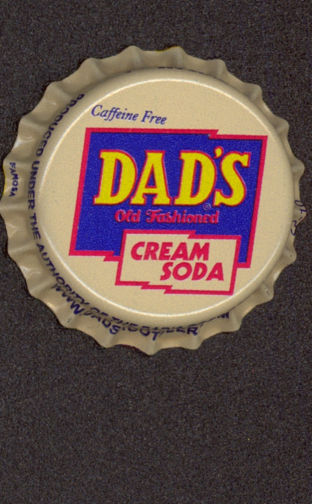 Caffeine Free
DAD'S
Old Fashioned
CREAM
SODA
PRODUCED UNDER THE AUTHORITY OF